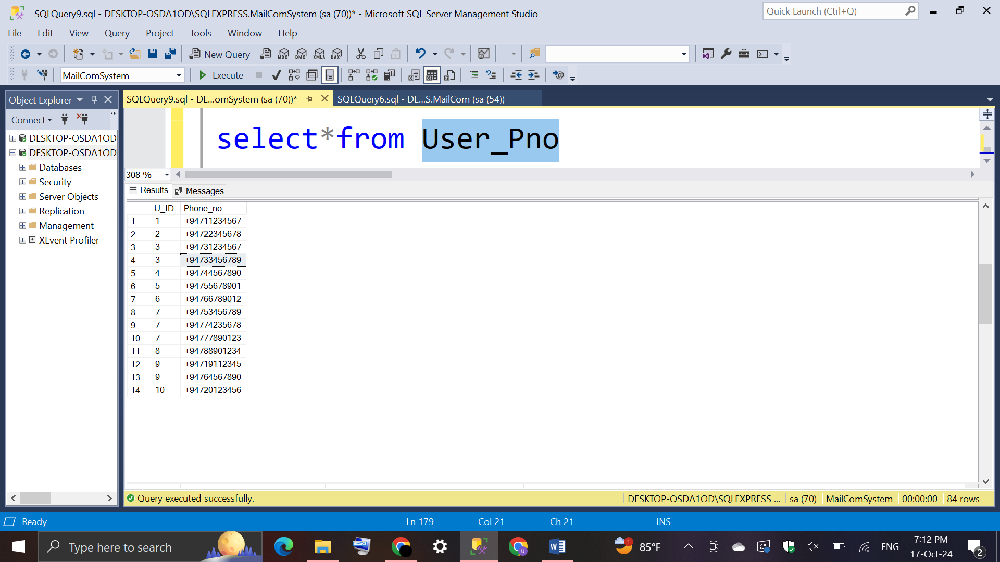 SQLQuery9.sql - DESKTOP-OSDA1OD\SQLEXPRESS.MailComSystem (sa (70))* - Microsoft SQL Server Management Studio
Quick Launch (Ctrl+Q)
File Edit View Query Project Tools Window Help
New Query MDX DMX XMLA DAX
MailComSystem Execute
Object Explorer
SQLQuery9.sql - DE...omSystem (sa (70))* SQLQuery6.sql - DE...S.MailCom (sa (54))
Connect
DESKTOP-OSDA1OD
DESKTOP-OSDA1OD
Databases
Security
Server Objects
Replication
Management
XEvent Profiler
select*from User_Pno
308 %
Results Messages
U_ID Phone_no
1 1 +94711234567
2 2 +94722345678
3 3 +94731234567
4 3 +94733456789
5 4 +94744567890
6 5 +94755678901
7 6 +94766789012
8 7 +94753456789
9 7 +94774235678
10 7 +94777890123
11 8 +94788901234
12 9 +94719112345
13 9 +94764567890
14 10 +94720123456
Query executed successfully. DESKTOP-OSDA1OD\SQLEXPRESS ... sa (70) MailComSystem 00:00:00 84 rows
Ready Ln 179 Col 21 Ch 21 INS
Type here to search
1 85°F ENG 7:12 PM
17-Oct-24 2